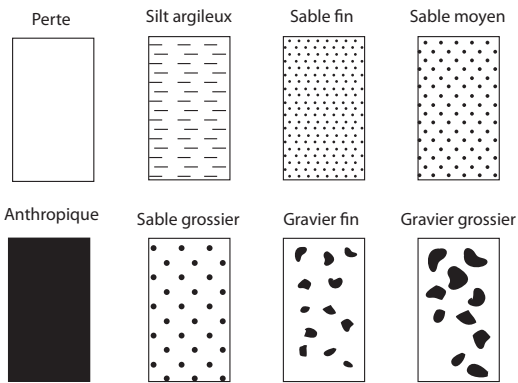 Perte
Silt argileux
Sable fin
Sable moyen
Anthropique
Sable grossier
Gravier fin
Gravier grossier